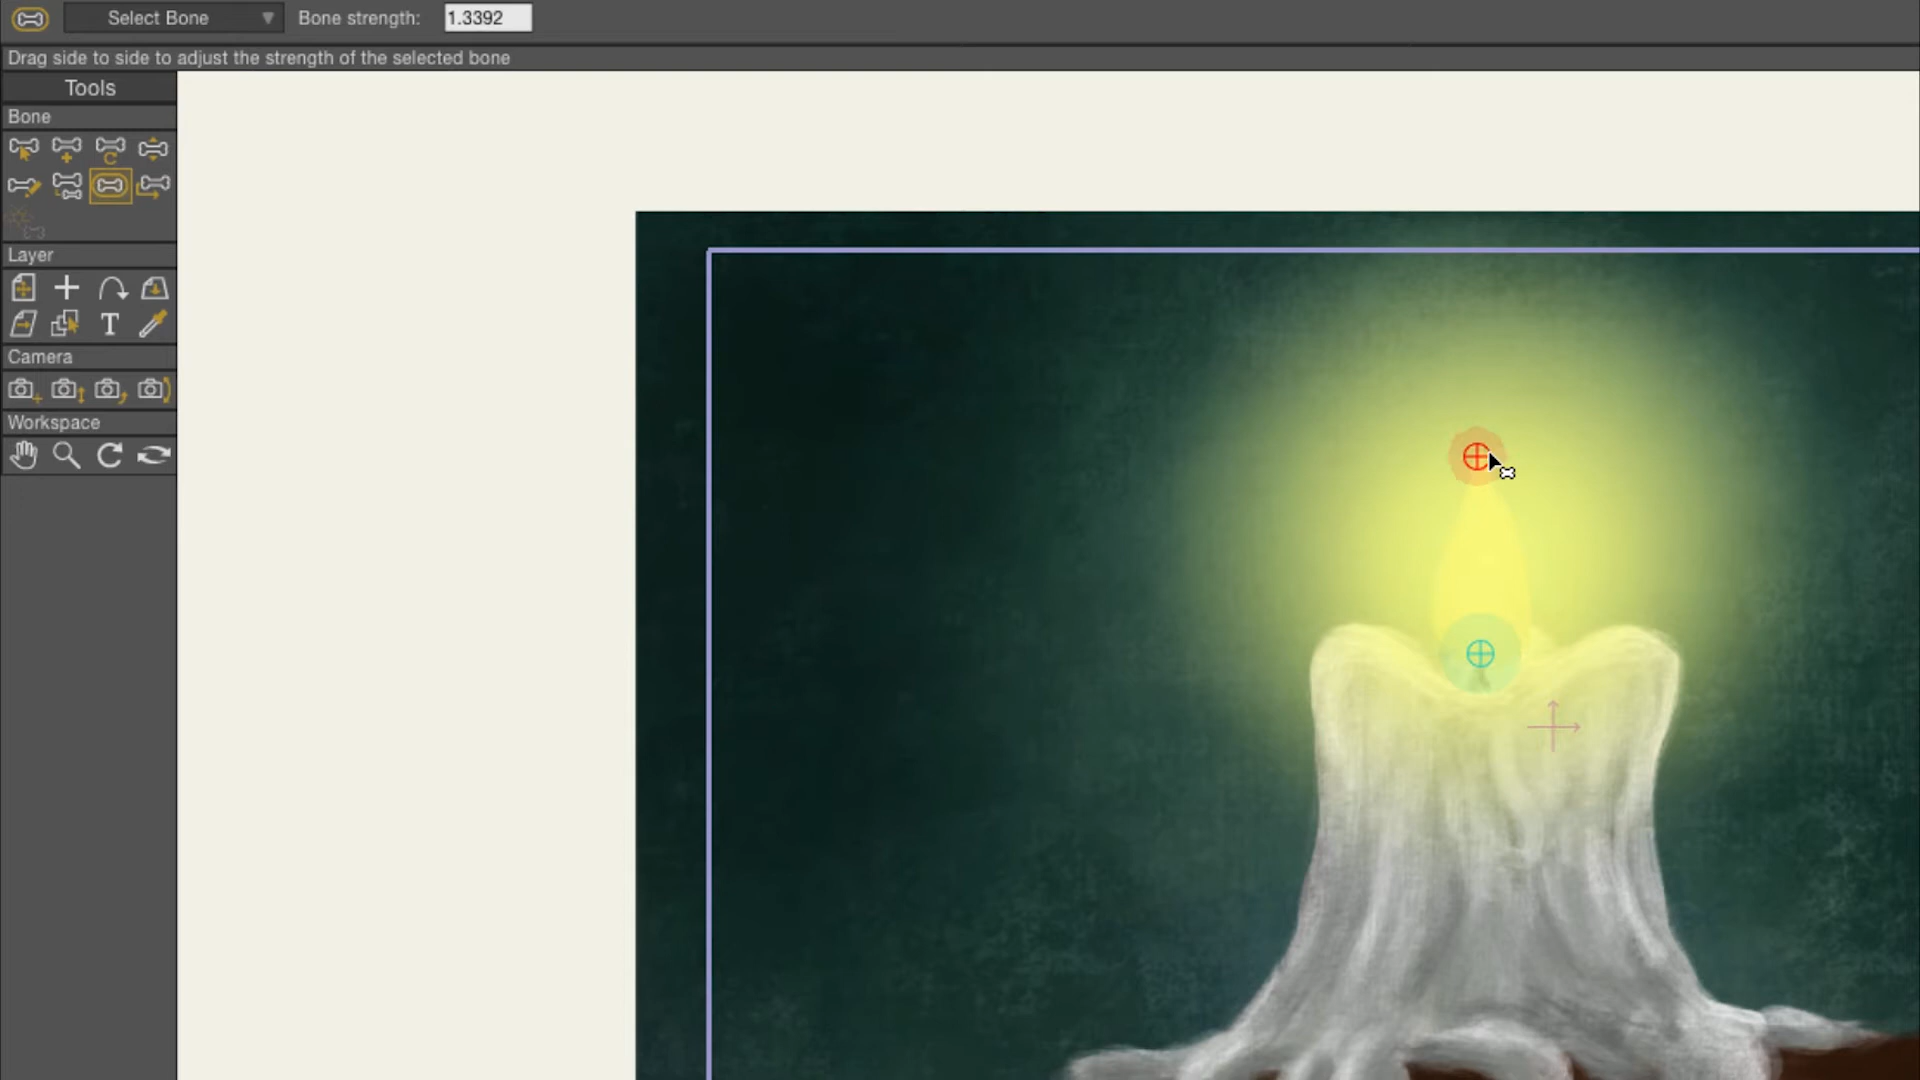 Select Bone
Bone strength:
1.3392
Drag side to side to adjust the strength of the selected bone
Tools
Bone
Layer
T
Camera
Workspace